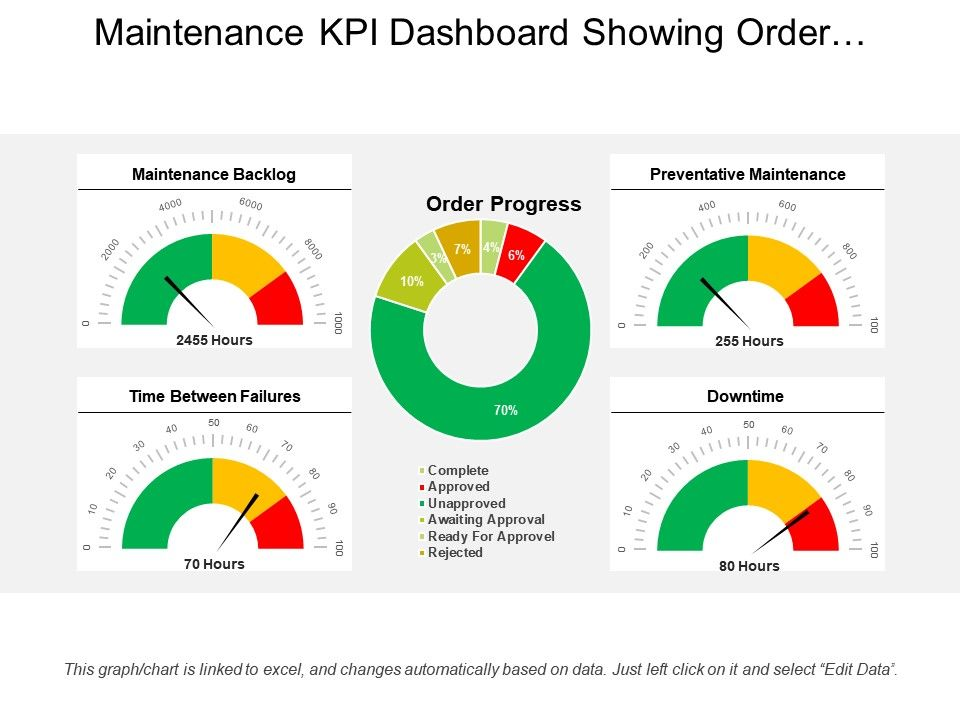 Maintenance KPI Dashboard Showing Order…
Maintenance Backlog
0
2000
4000
6000
8000
1000
2455 Hours
Order Progress
4%
6%
70%
10%
3%
7%
Preventative Maintenance
0
200
400
600
800
100
255 Hours
Time Between Failures
0
10
20
30
40
50
60
70
80
90
100
70 Hours
Complete
Approved
Unapproved
Awaiting Approval
Ready For Approvel
Rejected
Downtime
0
10
20
30
40
50
60
70
80
90
100
80 Hours
This graph/chart is linked to excel, and changes automatically based on data. Just left click on it and select “Edit Data”.